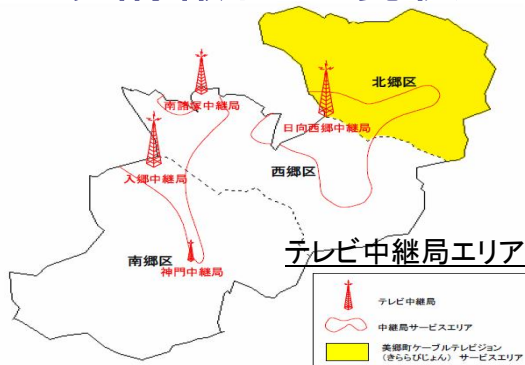 北郷区
南諸塚中継局
日向西郷中継局
入郷中継局
西郷区
南郷区
神門中継局
テレビ中継局エリア
テレビ中継局
中継局サービスエリア
美郷町ケーブルテレビジョン
(きららびじょん) サービスエリア